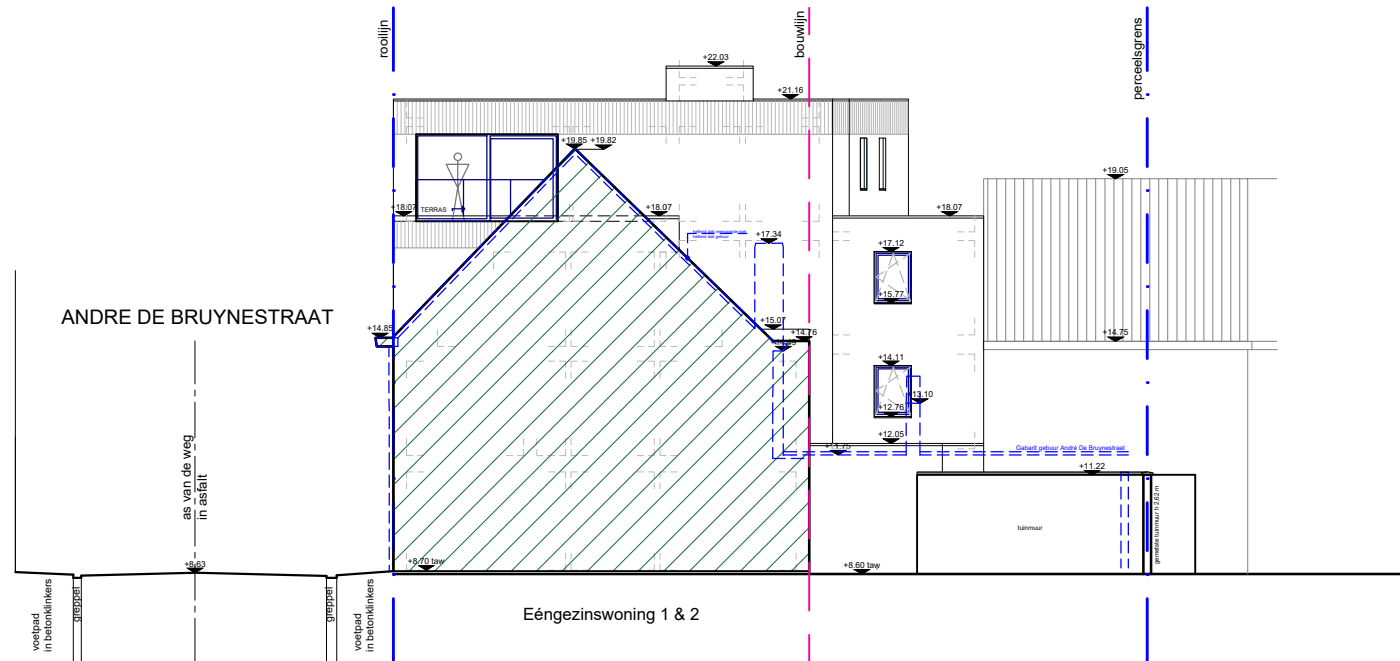 rooilijn
bouwlijn
perceelsgrens
+22.03
+21.16
+19.85
+19.82
+19.05
+18.07
TERRAS
+18.07
+18.07
+17.34
+17.12
+15.77
ANDRE DE BRUYNESTRAAT
+14.85
+15.07
+14.76
+14.75
+14.11
+12.76
+13.10
+12.05
Gabarit gebuur André De Bruynestraat
+11.22
as van de weg
in asfalt
tuinmuur
gemetste tuinmuur h 2,62 m
+8.63
+8.70 taw
+8.60 taw
voetpad
in betonklinkers
greppel
greppel
voetpad
in betonklinkers
Eéngezinswoning 1 & 2